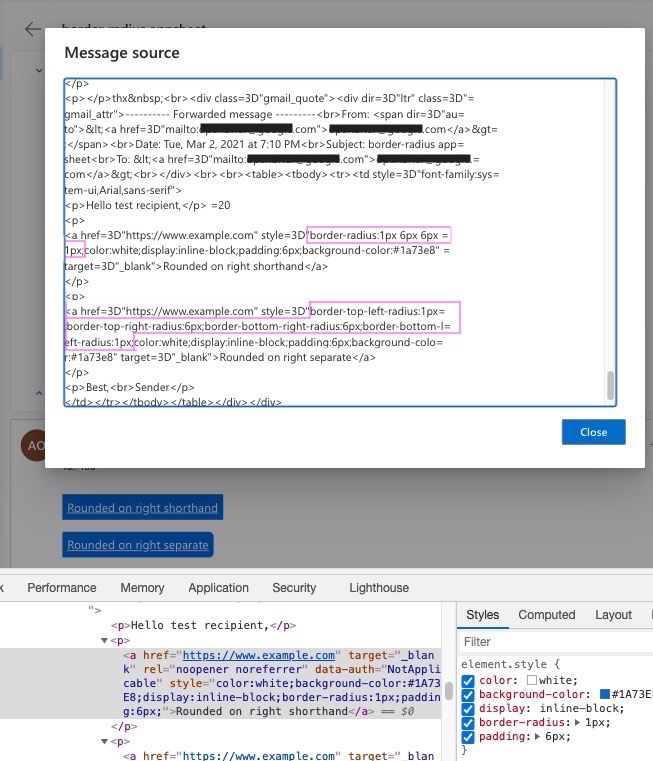 border-radius appsheet
Message source
</p>
<p> </p>thx&nbsp;<br><div class=3D"gmail_quote"><div dir=3D"ltr" class=3D"=
gmail_attr">---------- Forwarded message ---------<br>From: <span dir=3D"au=
to">&lt;<a href=3D"mailto: .com"> .com</a>&gt=
;</span><br>Date: Tue, Mar 2, 2021 at 7:10 PM<br>Subject: border-radius app=
sheet<br>To: &lt;<a href=3D"mailto: .com"> .=
com</a>&gt;<br></div><br><br> <table><tbody><tr><td style=3D"font-family:sys=
tem-ui,Arial,sans-serif">
<p>Hello test recipient,</p> =20
<p>
<a href=3D"https://www.example.com" style=3D"border-radius:1px 6px 6px =
1px;color:white;display:inline-block;padding:6px;background-color:#1a73e8" =
target=3D"_blank">Rounded on right shorthand</a>
</p>
<p>
<a href=3D"https://www.example.com" style=3D"border-top-left-radius:1px=
;border-top-right-radius:6px;border-bottom-right-radius:6px;border-bottom-l=
eft-radius:1px;color:white;display:inline-block;padding:6px;background-colo=
r:#1a73e8" target=3D"_blank">Rounded on right separate</a>
</p>
<p>Best,<br>Sender</p>
</td></tr></tbody></table></div></div>
Close
AO
Rounded on right shorthand
Rounded on right separate
Performance Memory Application Security Lighthouse
">
<p>Hello test recipient,</p>
▼<p>
<a href="https://www.example.com" target="_blan
k" rel="noopener noreferrer" data-auth="NotAppli
cable" style="color:white;background-color:#1A73
E8;display:inline-block;border-radius:1px;paddin
g:6px;">Rounded on right shorthand</a> == $0
</p>
▼<p>
<a href="https://www.example.com" target="_blan
Styles Computed Layout
Filter
element.style {
color: white;
background-color: #1A73E8
display: inline-block;
border-radius: 1px;
padding: 6px;
}